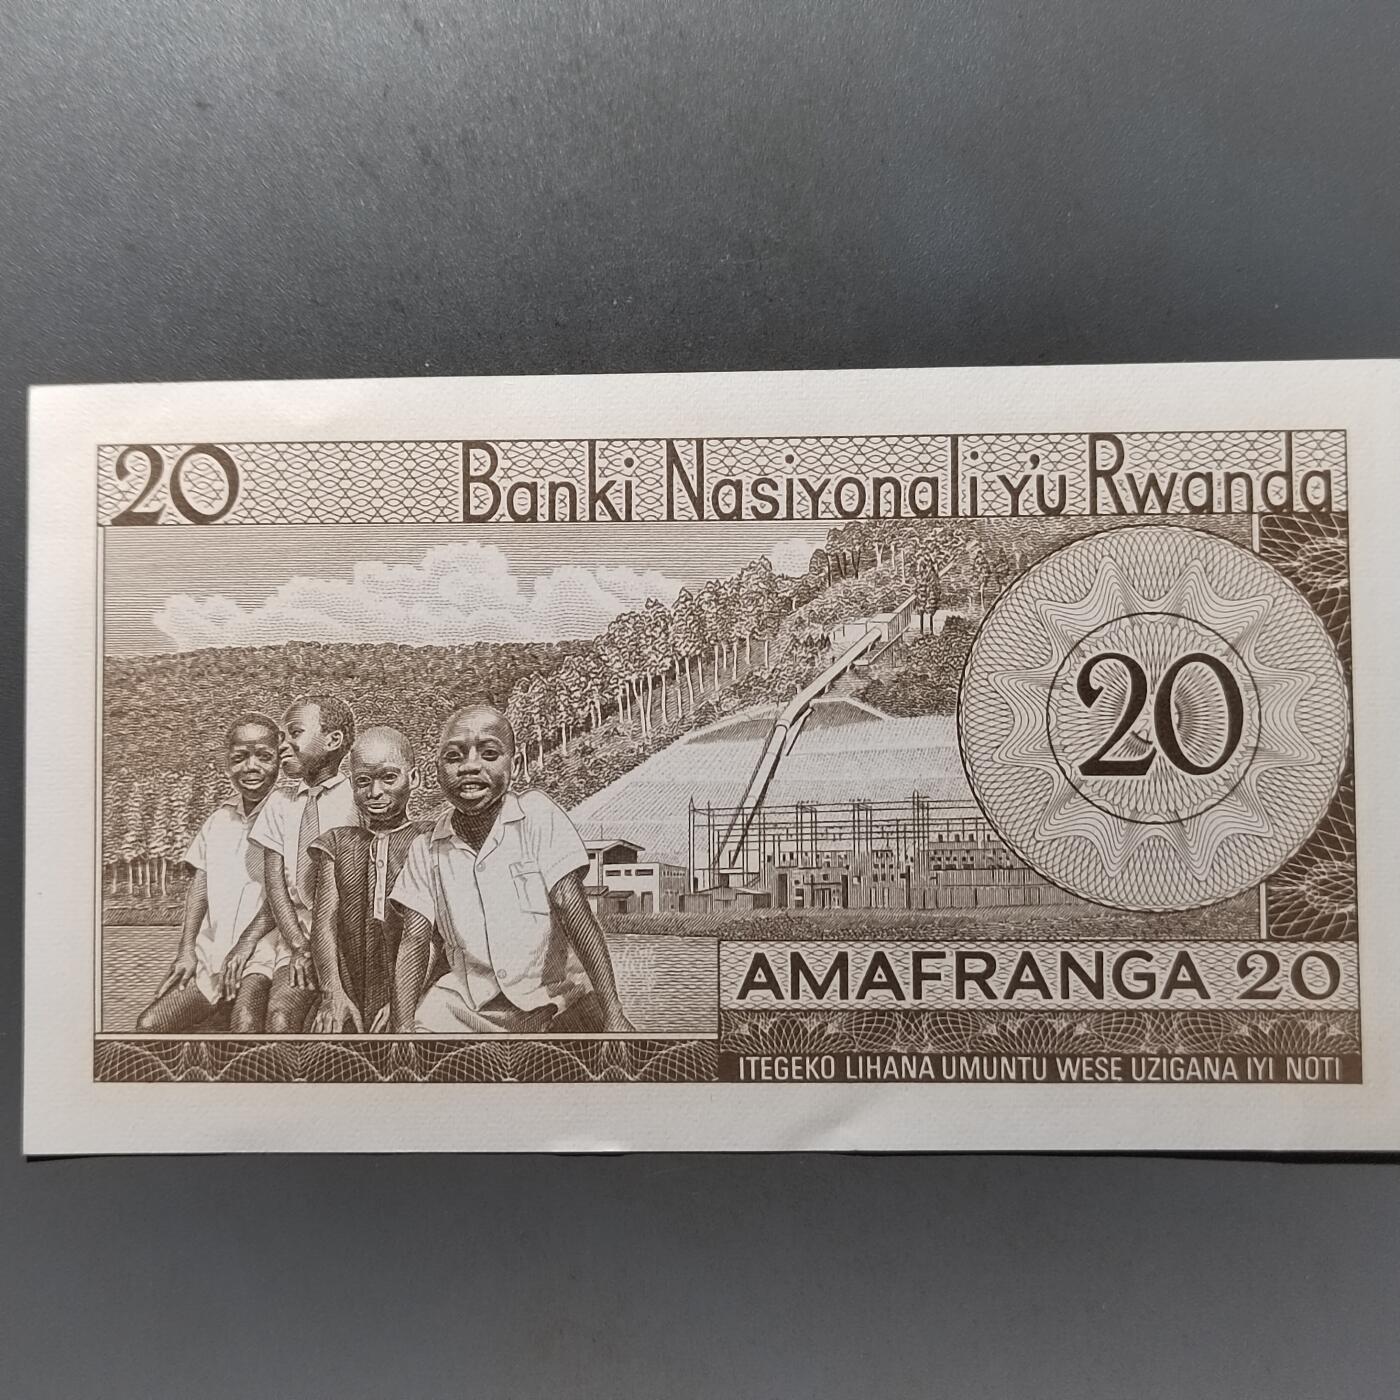 20 Banki Nasiyonali y'u Rwanda
20
AMAFRANGA 20
ITEGEKO LIHANA UMUNTU WESE UZIGANA IYI NOTI